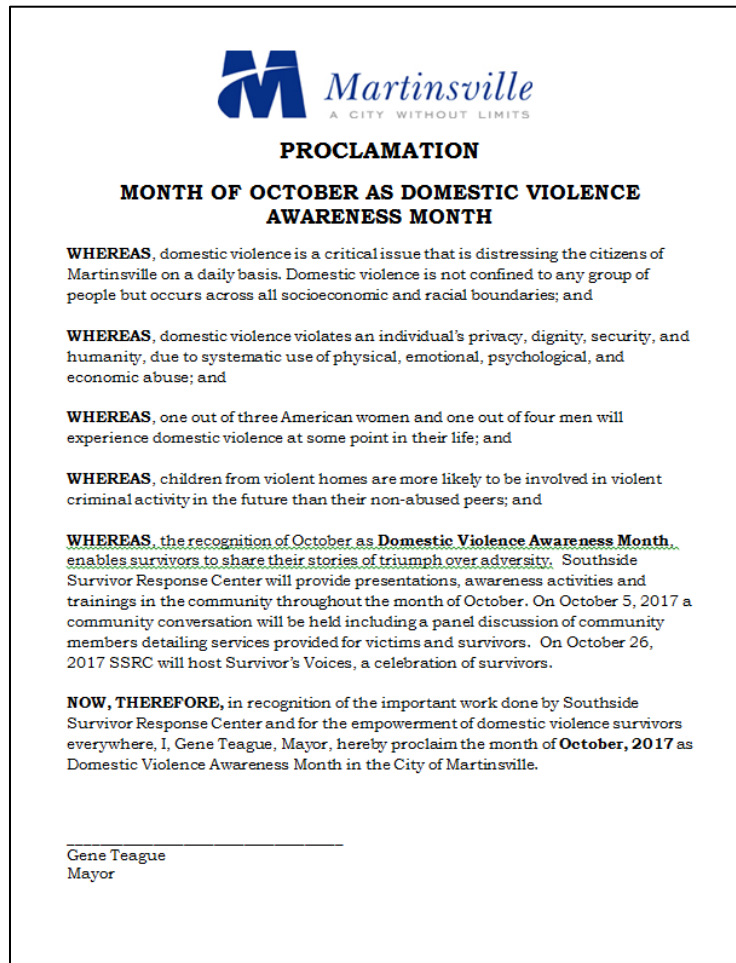 Martinsville
A CITY WITHOUT LIMITS
PROCLAMATION
MONTH OF OCTOBER AS DOMESTIC VIOLENCE
AWARENESS MONTH
WHEREAS, domestic violence is a critical issue that is distressing the citizens of
Martinsville on a daily basis. Domestic violence is not confined to any group of
people but occurs across all socioeconomic and racial boundaries; and
WHEREAS, domestic violence violates an individual's privacy, dignity, security, and
humanity, due to systematic use of physical, emotional, psychological, and
economic abuse; and
WHEREAS, one out of three American women and one out of four men will
experience domestic violence at some point in their life; and
WHEREAS, children from violent homes are more likely to be involved in violent
criminal activity in the future than their non-abused peers; and
WHEREAS, the recognition of October as Domestic Violence Awareness Month,
enables survivors to share their stories of triumph over adversity.  Southside
Survivor Response Center will provide presentations, awareness activities and
trainings in the community throughout the month of October. On October 5, 2017 a
community conversation will be held including a panel discussion of community
members detailing services provided for victims and survivors.  On October 26,
2017 SSRC will host Survivor's Voices, a celebration of survivors.
NOW, THEREFORE, in recognition of the important work done by Southside
Survivor Response Center and for the empowerment of domestic violence survivors
everywhere, I, Gene Teague, Mayor, hereby proclaim the month of October, 2017 as
Domestic Violence Awareness Month in the City of Martinsville.
Gene Teague
Mayor